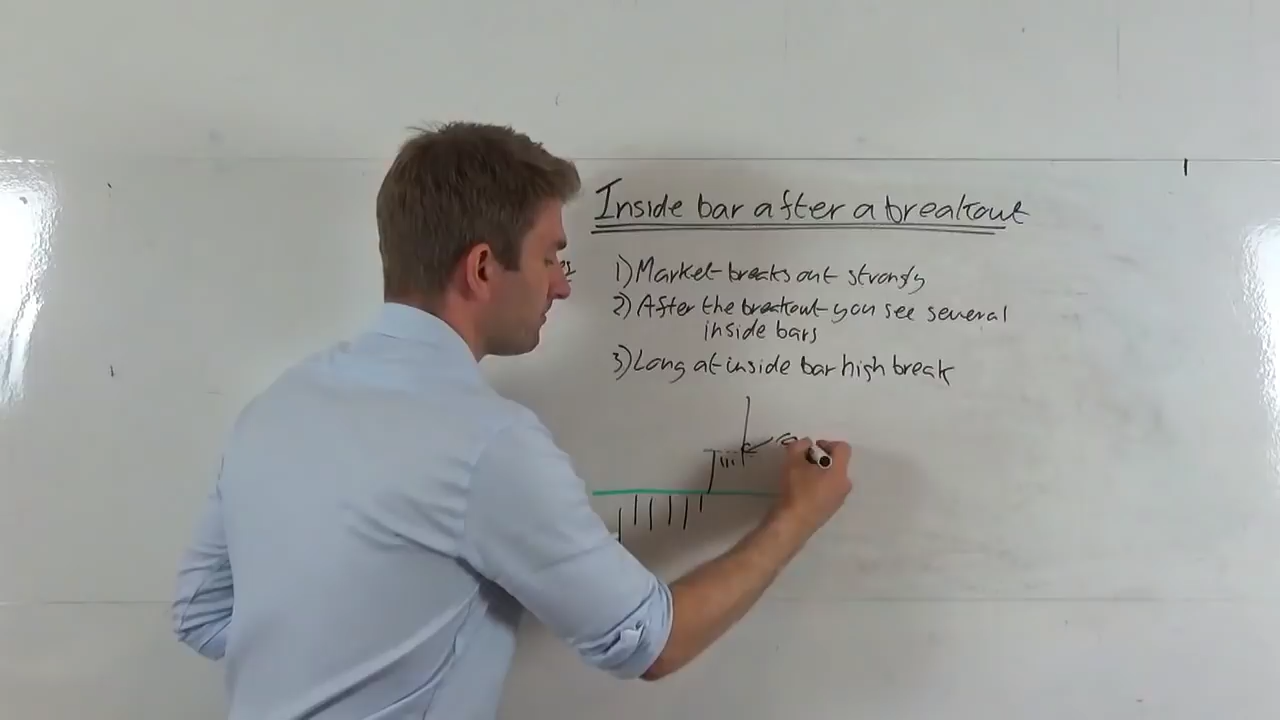 Inside bar after a breakout
1) Market breaks out strongly
2) After the breakout you see several
inside bars
3) Long at inside bar high break